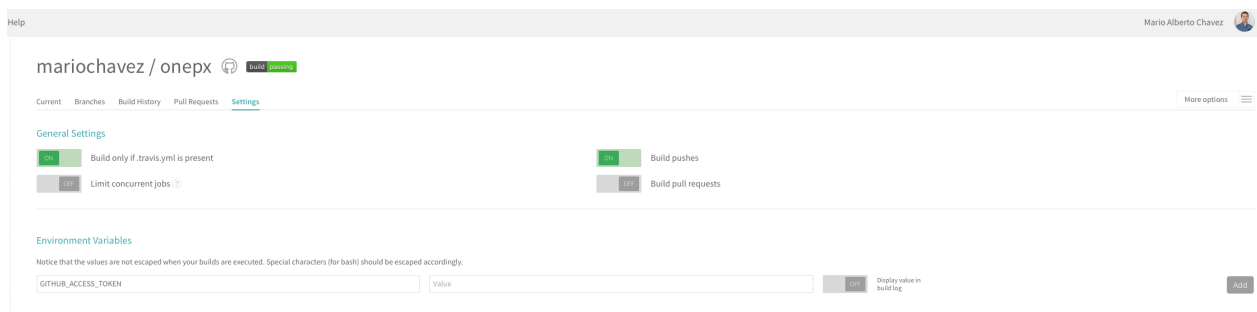 Help
Mario Alberto Chavez
mariochavez / onepx build passing
Current Branches Build History Pull Requests Settings
More options
General Settings
ON Build only if .travis.yml is present
ON Build pushes
OFF Limit concurrent jobs ?
OFF Build pull requests
Environment Variables
Notice that the values are not escaped when your builds are executed. Special characters (for bash) should be escaped accordingly.
GITHUB_ACCESS_TOKEN
Value
OFF
Display value in
build log
Add